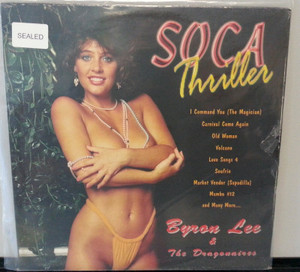 SEALED
SOCA
Thriller
I Command You (The Magician)
Carnival Come Again
Old Woman
Volcano
Love Songs 4
Soufrie
Market Vendor (Sapadilla)
Mambo #12
and Many More...
Byron Lee
& 
The Dragonaires